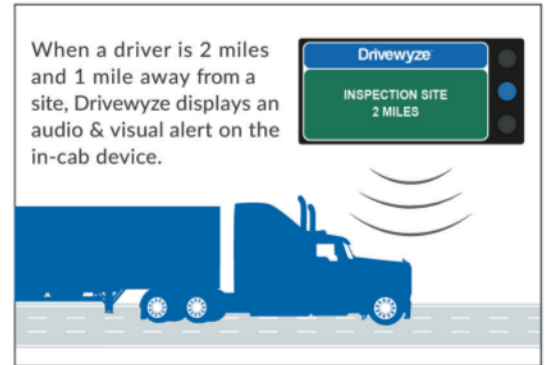 When a driver is 2 miles
and 1 mile away from a
site, Drivewyze displays an
audio & visual alert on the
in-cab device.
Drivewyze
INSPECTION SITE
2 MILES